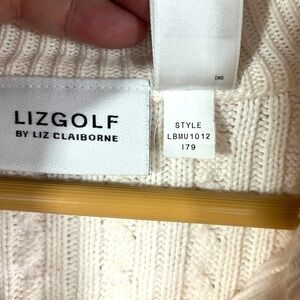 LIZGOLF
BY LIZ CLAIBORNE
STYLE
LBMU1012
179